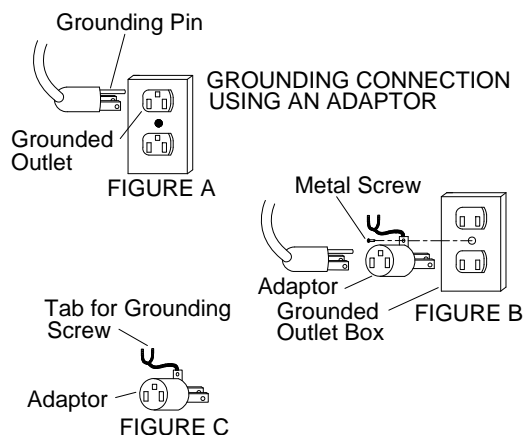 Grounding Pin
GROUNDING CONNECTION
USING AN ADAPTOR
Grounded
Outlet
FIGURE A
Metal Screw
Adaptor
Grounded
Outlet Box
FIGURE B
Tab for Grounding
Screw
Adaptor
FIGURE C